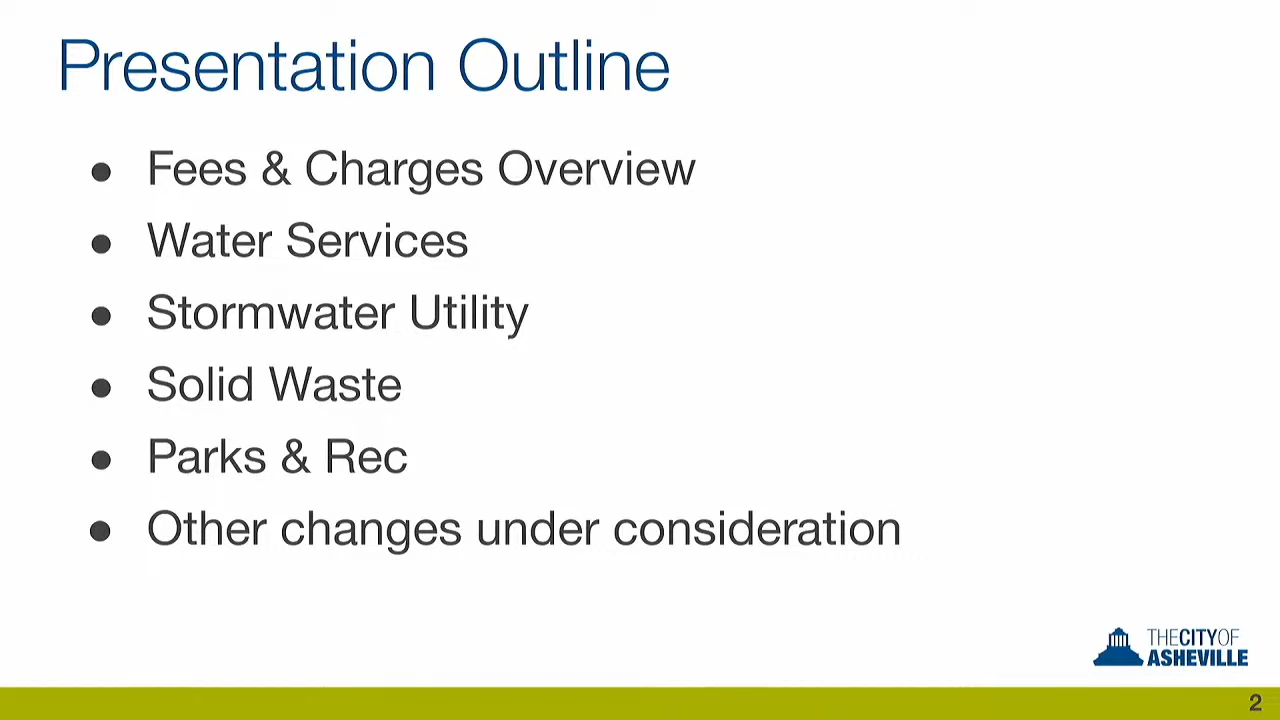 Presentation Outline
● Fees & Charges Overview
● Water Services
● Stormwater Utility
● Solid Waste
● Parks & Rec
● Other changes under consideration
THE CITY OF
ASHEVILLE
2